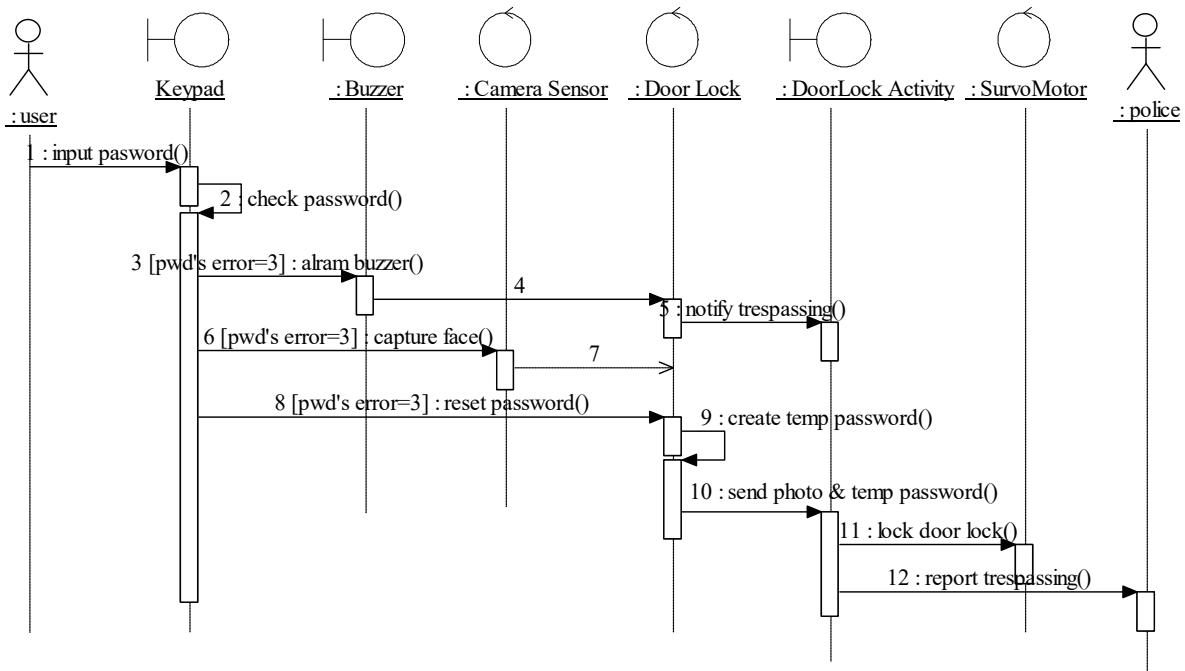 : user
Keypad
: Buzzer
: Camera Sensor
: Door Lock
: DoorLock Activity
: SurvoMotor
: police
1 : input pasword()
2 : check password()
3 [pwd's error=3] : alram buzzer()
4
5 : notify trespassing()
6 [pwd's error=3] : capture face()
7
8 [pwd's error=3] : reset password()
9 : create temp password()
10 : send photo & temp password()
11 : lock door lock()
12 : report trespassing()